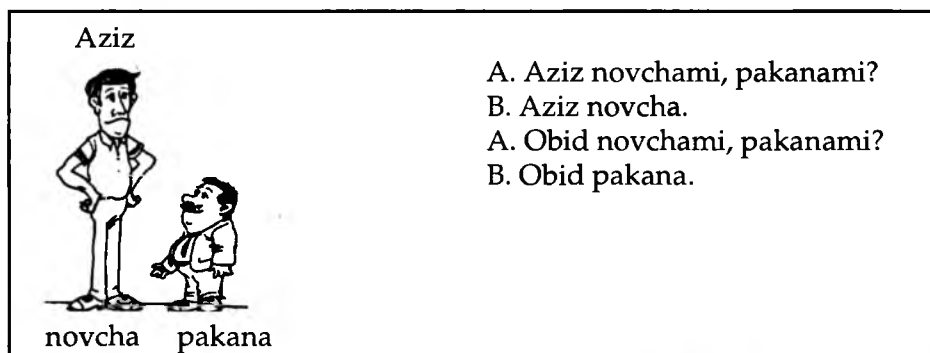 Aziz
A. Aziz novchami, pakanami?
B. Aziz novcha.
A. Obid novchami, pakanami?
B. Obid pakana.
novcha pakana